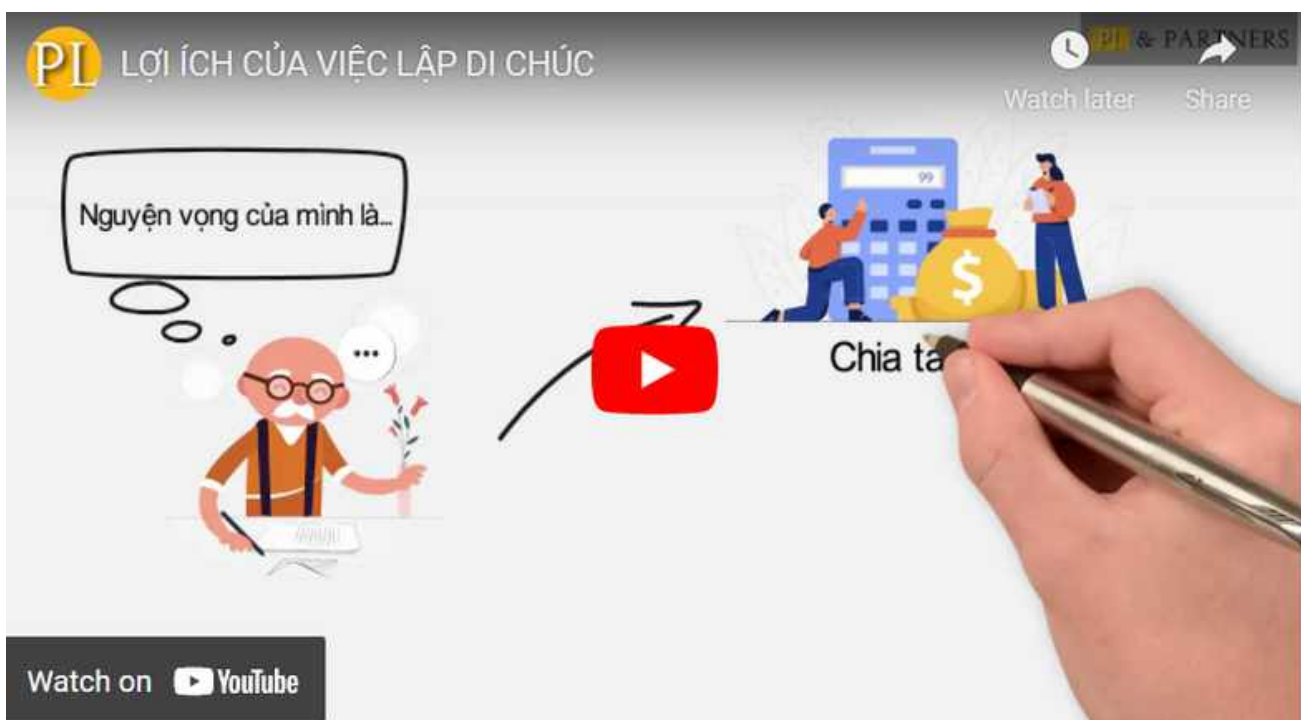 PL LỢI ÍCH CỦA VIỆC LẬP DI CHÚC
PL & PARTNERS
Watch later Share
Nguyện vọng của mình là...
99
$
Chia tà
Watch on YouTube